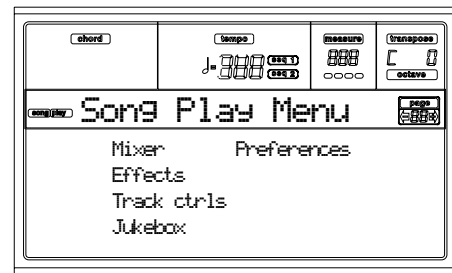 chord tempo measure transpose
♩=888 seq 1 888 C 0
seq 2 octave
song play Song Play Menu page
88
Mixer Preferences
Effects
Track ctrls
Jukebox